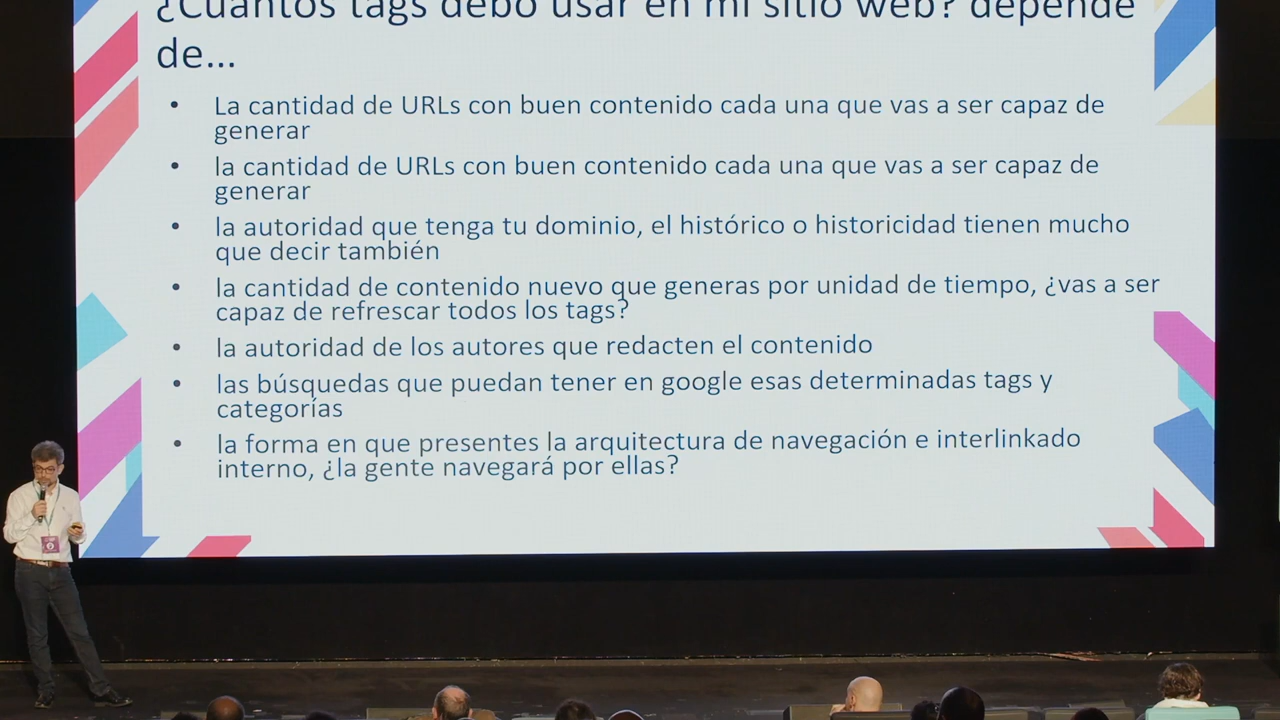 ¿Cuántos tags debo usar en mi sitio web? depende
de...
• La cantidad de URLs con buen contenido cada una que vas a ser capaz de
generar
• la cantidad de URLs con buen contenido cada una que vas a ser capaz de
generar
• la autoridad que tenga tu dominio, el histórico o historicidad tienen mucho
que decir también
• la cantidad de contenido nuevo que generas por unidad de tiempo, ¿vas a ser
capaz de refrescar todos los tags?
• la autoridad de los autores que redacten el contenido
• las búsquedas que puedan tener en google esas determinadas tags y
categorías
• la forma en que presentes la arquitectura de navegación e interlinkado
interno, ¿la gente navegará por ellas?